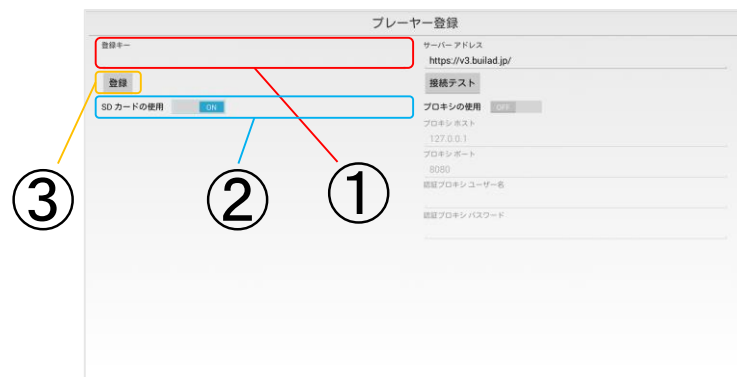 プレーヤー登録
登録キー
登録
SD カードの使用 ON
サーバー アドレス
https://v3.builad.jp/
接続テスト
プロキシの使用 OFF
プロキシ ホスト
127.0.0.1
プロキシ ポート
8080
認証プロキシ ユーザー名
認証プロキシ パスワード
③
②
①